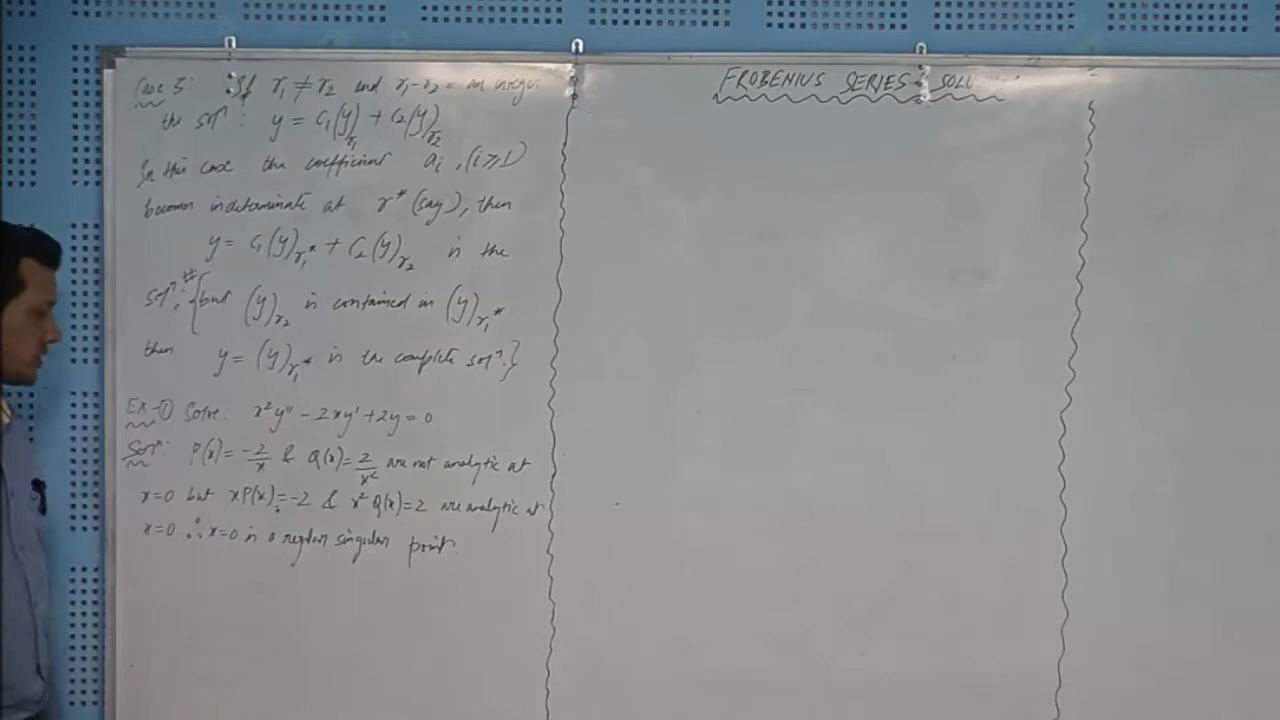 Case 3: If r₁ ≠ r₂ and r₁-r₂ = an integer
the solⁿ: y = C₁(y)r₁ + C₂(y)r₂
In this case the coefficient aᵢ, (i≥1)
becomes indeterminate at r* (say), then
y = C₁(y)r₁* + C₂(y)r₂ is the
solⁿ.#{but (y)r₂ is contained in (y)r₁*
then y = (y)r₁* is the complete solⁿ.}
Ex-① Solve: x²y" - 2xy' + 2y = 0
Solⁿ: P(x) = -2/x & Q(x) = 2/x² are not analytic at
x=0 but xP(x) = -2 & x²Q(x) = 2 are analytic at
x=0 ∴ x=0 is a regular singular point.
FROBENIUS SERIES SOLU